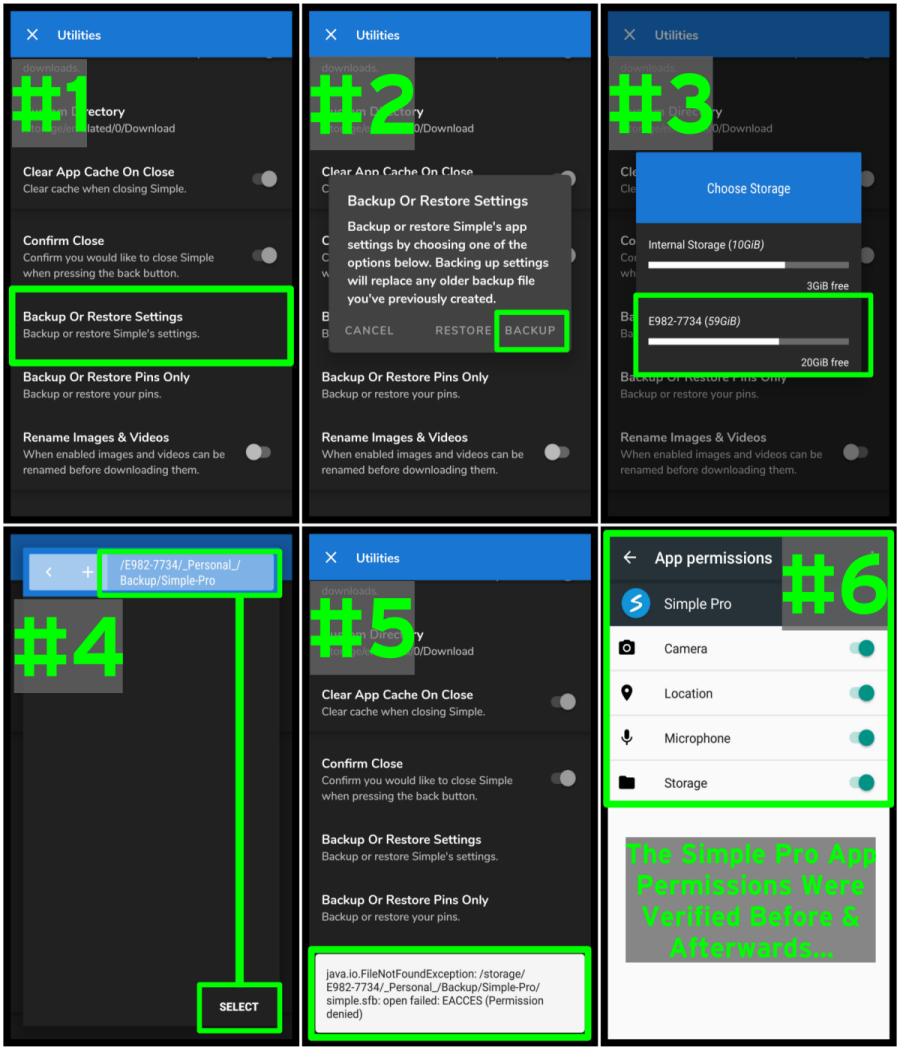 Utilities
#1
downloads.
Custom Directory
/storage/emulated/0/Download
Clear App Cache On Close
Clear cache when closing Simple.
Confirm Close
Confirm you would like to close Simple
when pressing the back button.
Backup Or Restore Settings
Backup or restore Simple's settings.
Backup Or Restore Pins Only
Backup or restore your pins.
Rename Images & Videos
When enabled images and videos can be
renamed before downloading them.
Utilities
#2
Directory
/Download
Clear App Cache On Close
Backup Or Restore Settings
Backup or restore Simple's app
settings by choosing one of the
options below. Backing up settings
will replace any older backup file
you've previously created.
CANCEL
RESTORE
BACKUP
Backup Or Restore Pins Only
Backup or restore your pins.
Rename Images & Videos
When enabled images and videos can be
renamed before downloading them.
Utilities
downloads.
#3
Directory
/Download
Choose Storage
Internal Storage (10GiB)
3GiB free
E982-7734 (59GiB)
20GiB free
Backup Or Restore Pins Only
Backup or restore your pins.
Rename Images & Videos
When enabled images and videos can be
renamed before downloading them.
/E982-7734/_Personal_/
Backup/Simple-Pro
#4
SELECT
Utilities
downloads.
#5
Directory
/0/Download
Clear App Cache On Close
Clear cache when closing Simple.
Confirm Close
Confirm you would like to close Simple
when pressing the back button.
Backup Or Restore Settings
Backup or restore Simple's settings.
Backup Or Restore Pins Only
Backup or restore your pins.
java.io.FileNotFoundException: /storage/
E982-7734/_Personal_/Backup/Simple-Pro/
simple.sfb: open failed: EACCES (Permission
denied)
App permissions
#6
Simple Pro
Camera
Location
Microphone
Storage
The Simple Pro App
Permissions Were
Verified Before &
Afterwards...